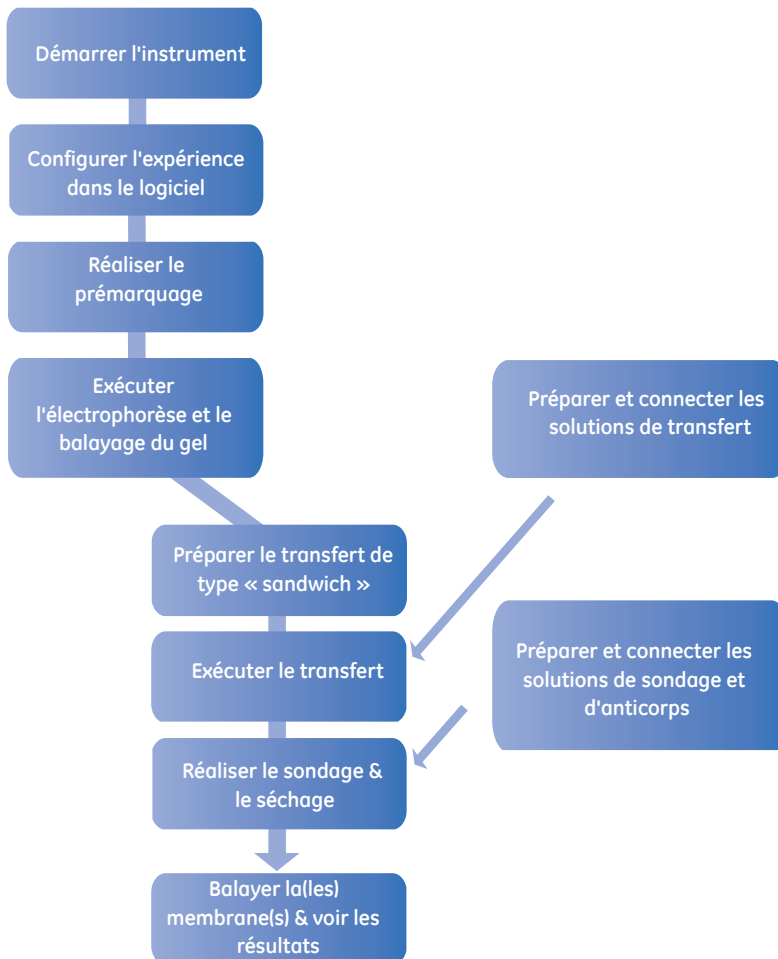 Démarrer l'instrument
Configurer l'expérience
dans le logiciel
Réaliser le
prémarquage
Exécuter
l'électrophorèse et le
balayage du gel
Préparer et connecter les
solutions de transfert
Préparer le transfert de
type « sandwich »
Exécuter le transfert
Préparer et connecter les
solutions de sondage et
d'anticorps
Réaliser le sondage &
le séchage
Balayer la(les)
membrane(s) & voir les
résultats